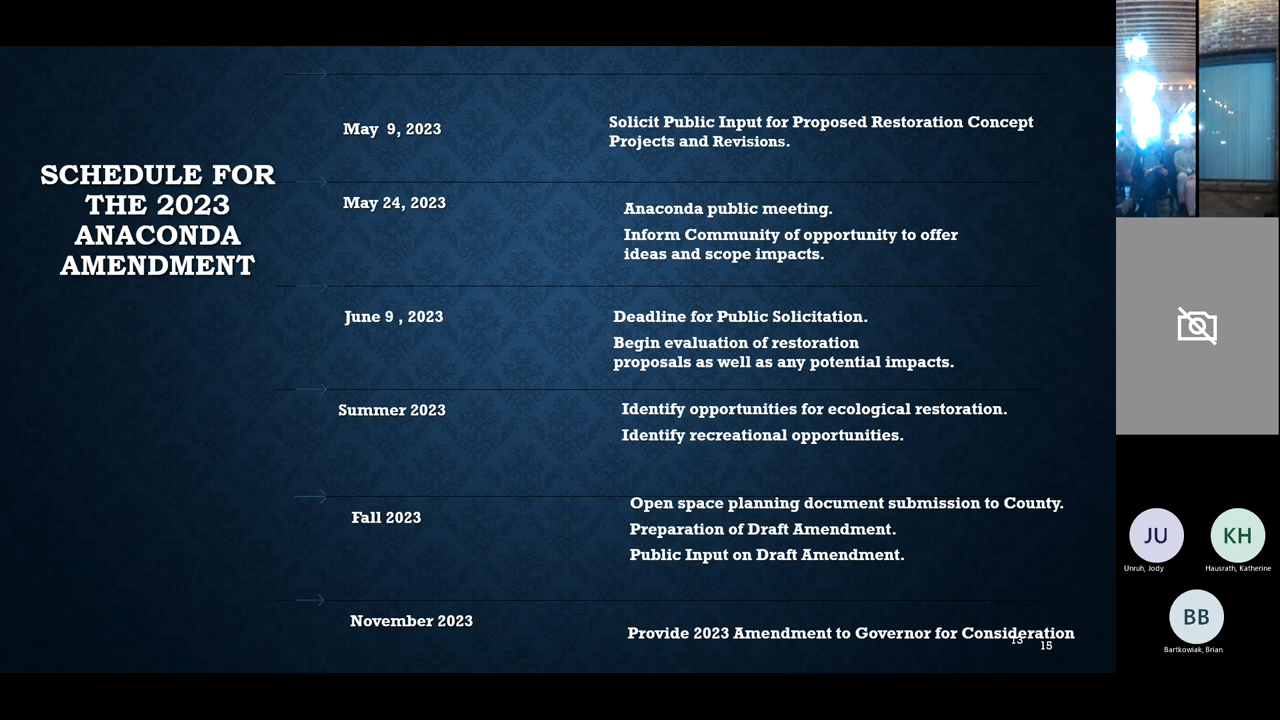 SCHEDULE FOR
THE 2023
ANACONDA
AMENDMENT
May 9, 2023
Solicit Public Input for Proposed Restoration Concept
Projects and Revisions.
May 24, 2023
Anaconda public meeting.
Inform Community of opportunity to offer
ideas and scope impacts.
June 9 , 2023
Deadline for Public Solicitation.
Begin evaluation of restoration
proposals as well as any potential impacts.
Summer 2023
Identify opportunities for ecological restoration.
Identify recreational opportunities.
Fall 2023
Open space planning document submission to County.
Preparation of Draft Amendment.
Public Input on Draft Amendment.
November 2023
Provide 2023 Amendment to Governor for Consideration
13
15
JU
Unruh, Jody
KH
Hausrath, Katherine
BB
Bartkowiak, Brian